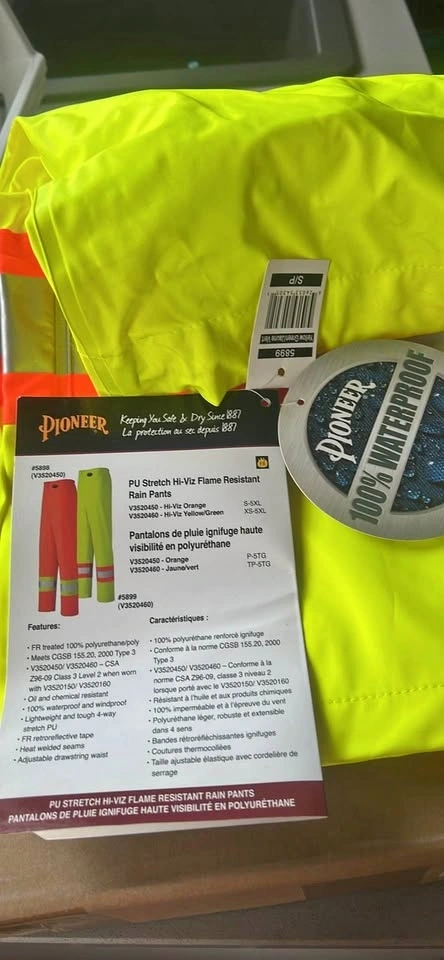 S/P
Yellow Green/Jaune Vert
5899
PIONEER
100% WATERPROOF
PIONEER
Keeping You Safe & Dry Since 1887
La protection au sec depuis 1887
#5898
(V3520450)
PU Stretch Hi-Viz Flame Resistant
Rain Pants
V3520450 - Hi-Viz Orange S-5XL
V3520460 - Hi-Viz Yellow/Green XS-5XL
Pantalons de pluie ignifuge haute
visibilité en polyuréthane
V3520450 - Orange P-5TG
V3520460 - Jaune/vert TP-5TG
#5899
(V3520460)
Features:
• FR treated 100% polyurethane/poly
• Meets CGSB 155.20, 2000 Type 3
• V3520450/ V3520460 – CSA
Z96-09 Class 3 Level 2 when worn
with V3520150/ V3520160
• Oil and chemical resistant
• 100% waterproof and windproof
• Lightweight and tough 4-way
stretch PU
• FR retroreflective tape
• Heat welded seams
• Adjustable drawstring waist
Caractéristiques :
• 100% polyuréthane renforcé ignifuge
• Conforme à la norme CGSB 155.20, 2000
Type 3
• V3520450/ V3520460 – Conforme à la
norme CSA Z96-09, classe 3 niveau 2
lorsque porté avec le V3520150/ V3520160
• Résistant à l'huile et aux produits chimiques
• 100% imperméable et à l'épreuve du vent
• Polyuréthane léger, robuste et extensible
dans 4 sens
• Bandes rétroréfléchissantes ignifuges
• Coutures thermocollées
• Taille ajustable élastique avec cordelière de
serrage
PU STRETCH HI-VIZ FLAME RESISTANT RAIN PANTS
PANTALONS DE PLUIE IGNIFUGE HAUTE VISIBILITÉ EN POLYURÉTHANE